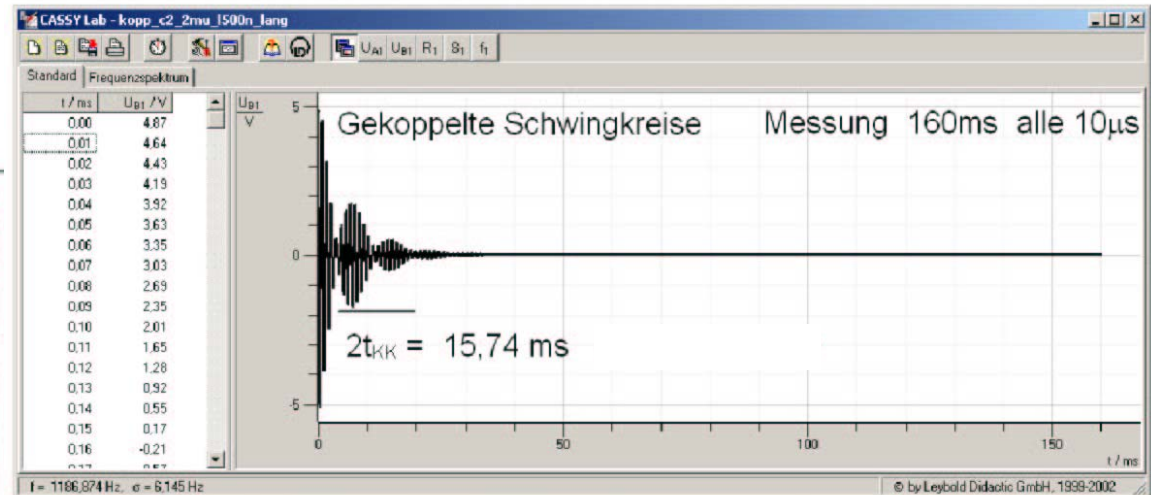 CASSY Lab - kopp_c2_2mu_l500n_lang
UA1 UB1 R1 S1 f1
Standard Frequenzspektrum
t / ms UB1 / V
0,00 4,87
0,01 4,64
0,02 4,43
0,03 4,19
0,04 3,92
0,05 3,63
0,06 3,35
0,07 3,03
0,08 2,69
0,09 2,35
0,10 2,01
0,11 1,65
0,12 1,28
0,13 0,92
0,14 0,55
0,15 0,17
0,16 -0,21
UB1
V
5
Gekoppelte Schwingkreise Messung 160ms alle 10µs
0
2tKK = 15,74 ms
-5
0 50 100 150
t / ms
f = 1186,874 Hz, σ = 6,145 Hz
© by Leybold Didactic GmbH, 1999-2002